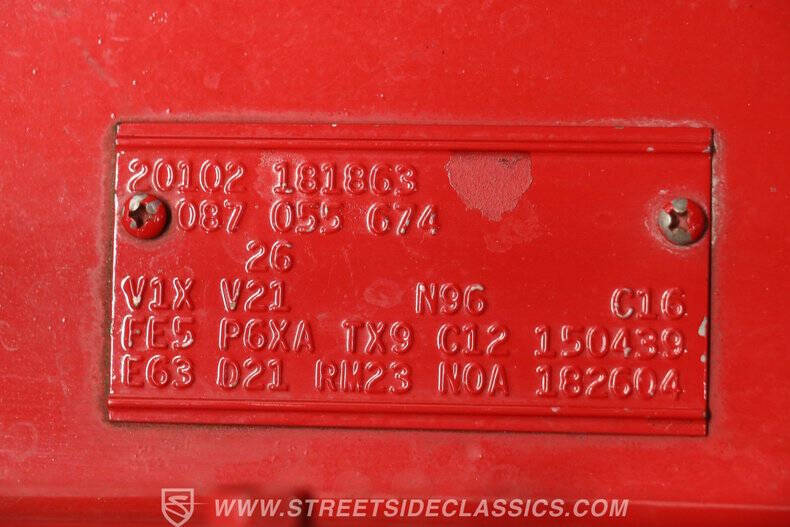 20102 181863
087 055 674
26
V1X V21 N96 C16
FE5 P6XA TX9 C12 150439
E63 D21 RM23 N0A 182604
WWW.STREETSIDECLASSICS.COM